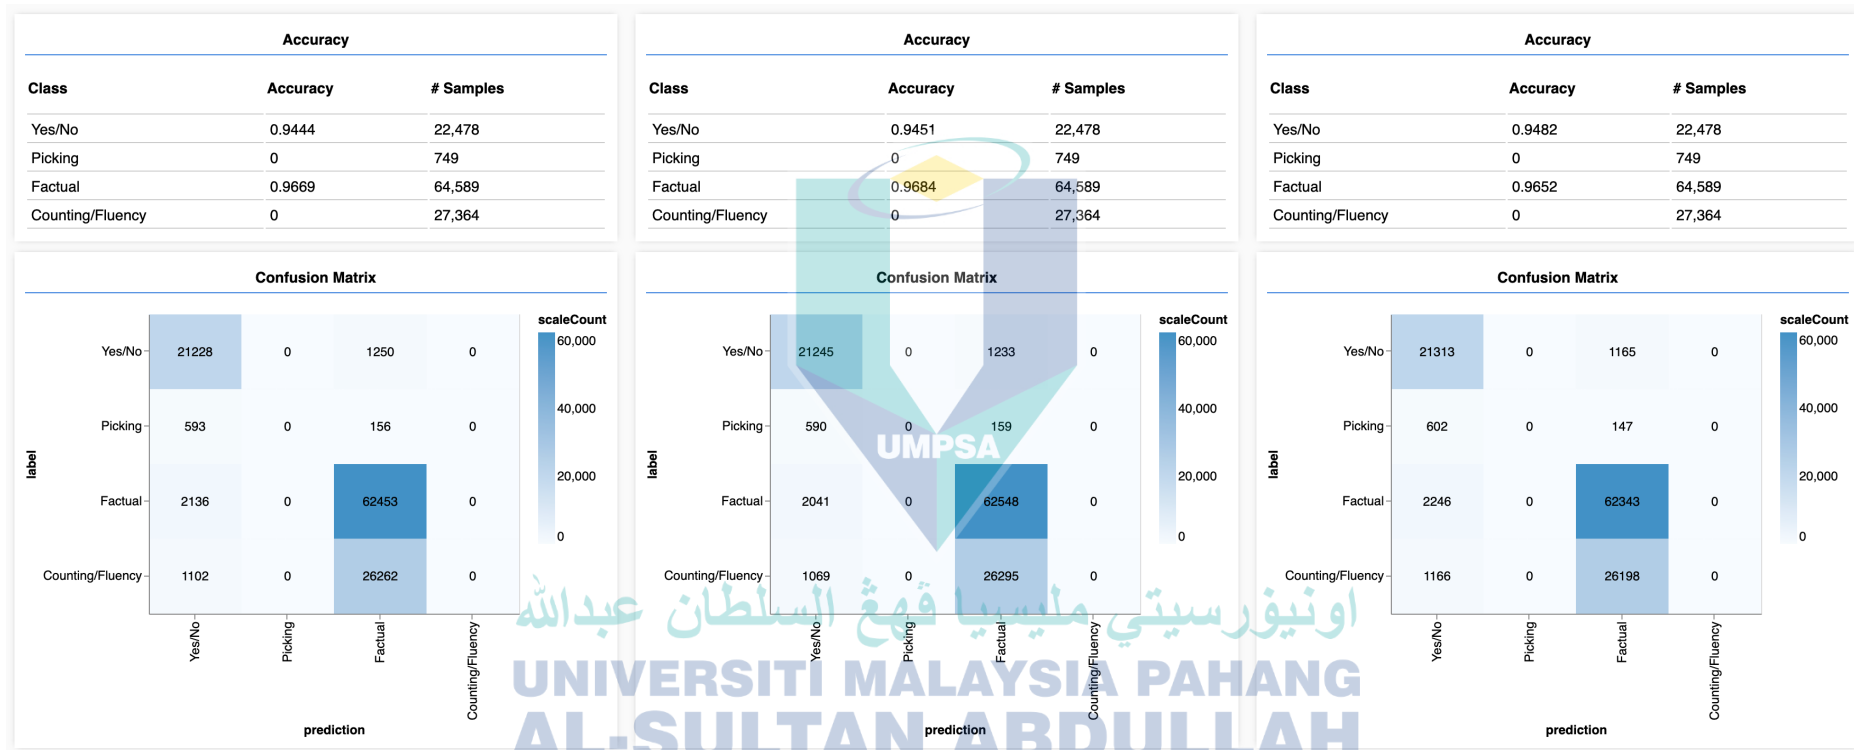 Accuracy
Class Accuracy # Samples
Yes/No 0.9444 22,478
Picking 0 749
Factual 0.9669 64,589
Counting/Fluency 0 27,364
Accuracy
Class Accuracy # Samples
Yes/No 0.9451 22,478
Picking 0 749
Factual 0.9684 64,589
Counting/Fluency 0 27,364
Accuracy
Class Accuracy # Samples
Yes/No 0.9482 22,478
Picking 0 749
Factual 0.9652 64,589
Counting/Fluency 0 27,364
Confusion Matrix
scaleCount
60,000
40,000
20,000
0
label
Yes/No 21228 0 1250 0
Picking 593 0 156 0
Factual 2136 0 62453 0
Counting/Fluency 1102 0 26262 0
Yes/No Picking Factual Counting/Fluency
prediction
Confusion Matrix
scaleCount
60,000
40,000
20,000
0
label
Yes/No 21245 0 1233 0
Picking 590 0 159 0
Factual 2041 0 62548 0
Counting/Fluency 1069 0 26295 0
Yes/No Picking Factual Counting/Fluency
prediction
Confusion Matrix
scaleCount
60,000
40,000
20,000
0
label
Yes/No 21313 0 1165 0
Picking 602 0 147 0
Factual 2246 0 62343 0
Counting/Fluency 1166 0 26198 0
Yes/No Picking Factual Counting/Fluency
prediction
UMPSA
اونيۏرسيتي مليسيا ڤهڠ السلطان عبدالله
UNIVERSITI MALAYSIA PAHANG
AL-SULTAN ABDULLAH